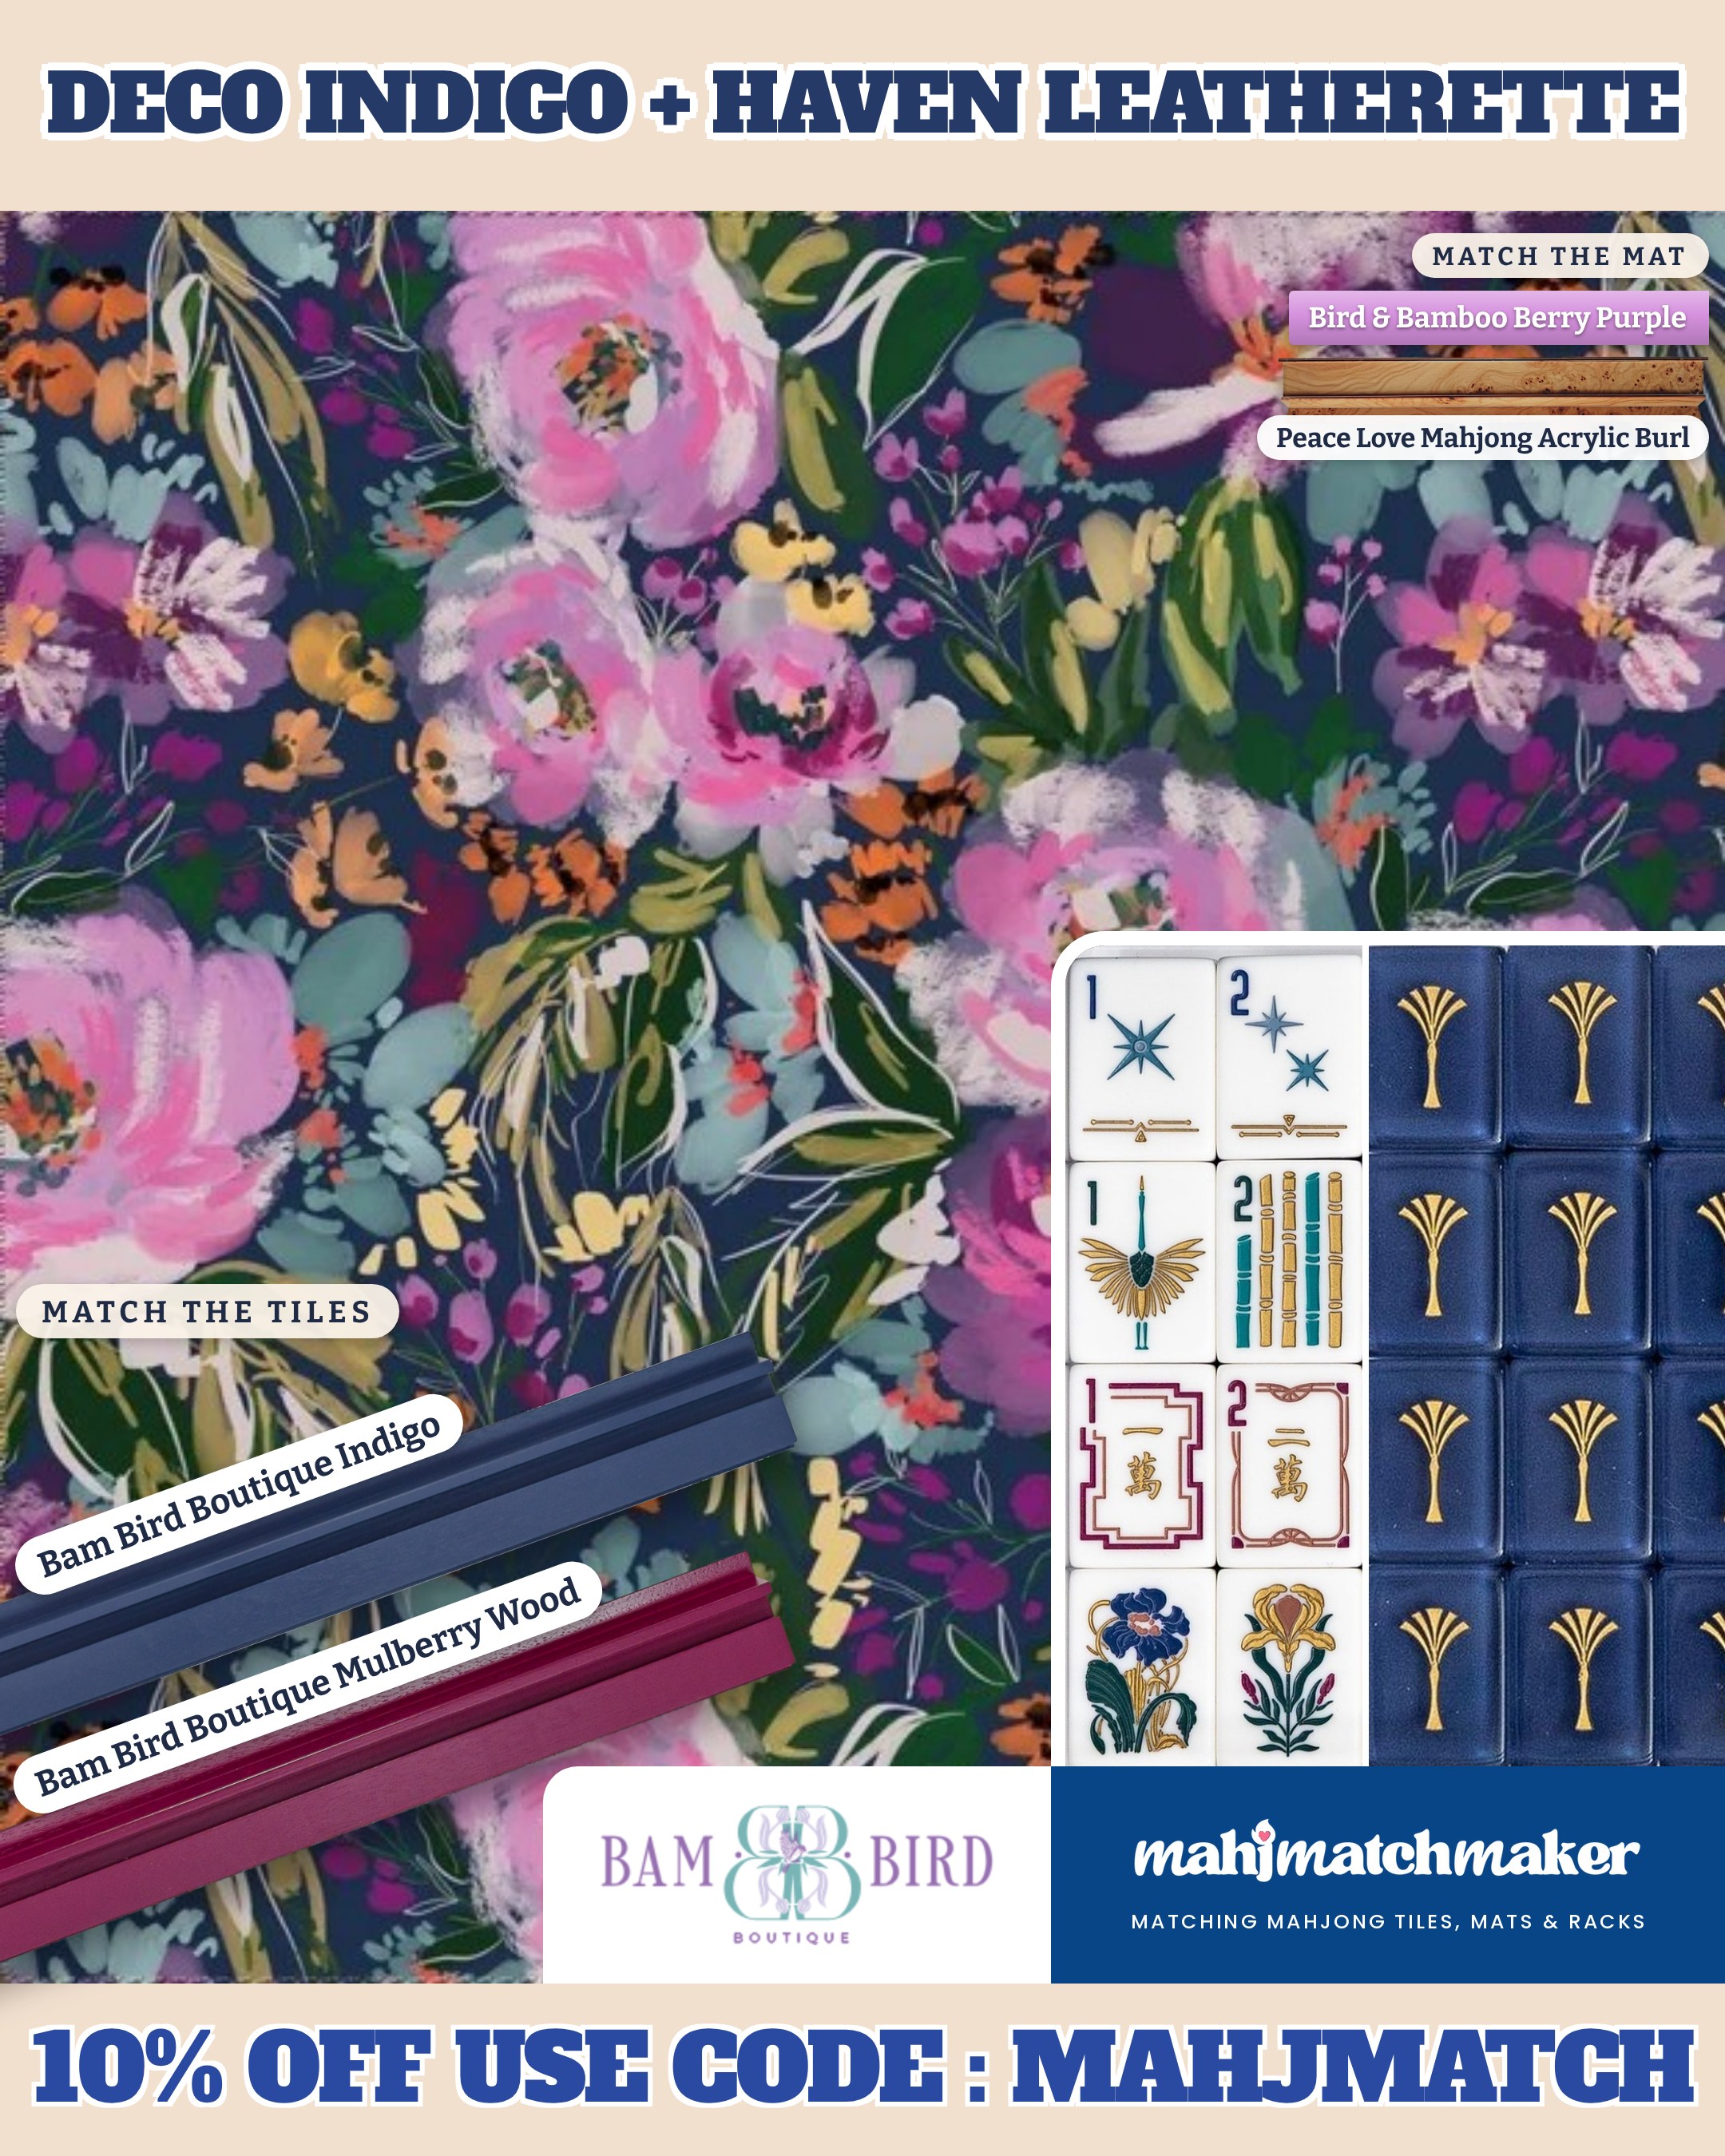 DECO INDIGO + HAVEN LEATHERETTE
MATCH THE MAT
Bird & Bamboo Berry Purple
Peace Love Mahjong Acrylic Burl
1
2
1
2
1
2
一
二
萬
萬
MATCH THE TILES
Bam Bird Boutique Indigo
Bam Bird Boutique Mulberry Wood
BAM BIRD
BOUTIQUE
mahjmatchmaker
MATCHING MAHJONG TILES, MATS & RACKS
10% OFF USE CODE : MAHJMATCH